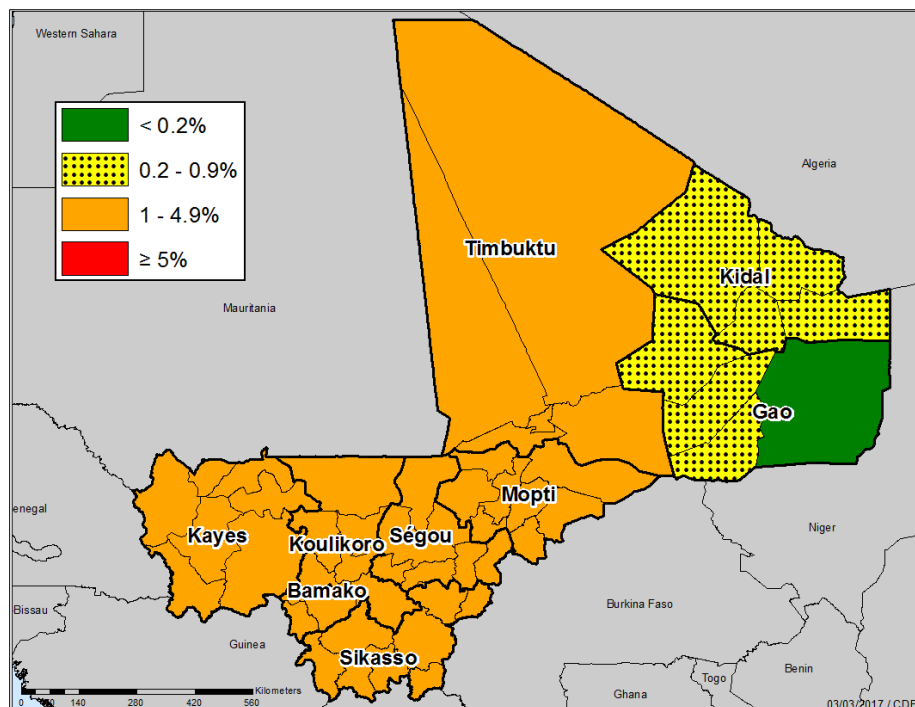 Western Sahara
< 0.2%
0.2 - 0.9%
1 - 4.9%
≥ 5%
Algeria
Timbuktu
Kidal
Mauritania
Gao
Mopti
enegal
Kayes
Koulikoro
Ségou
Niger
Bamako
Bissau
Burkina Faso
Guinea
Sikasso
Benin
Togo
Ghana
Kilometers
0 70 140 280 420 560
03/03/2017 / CDP